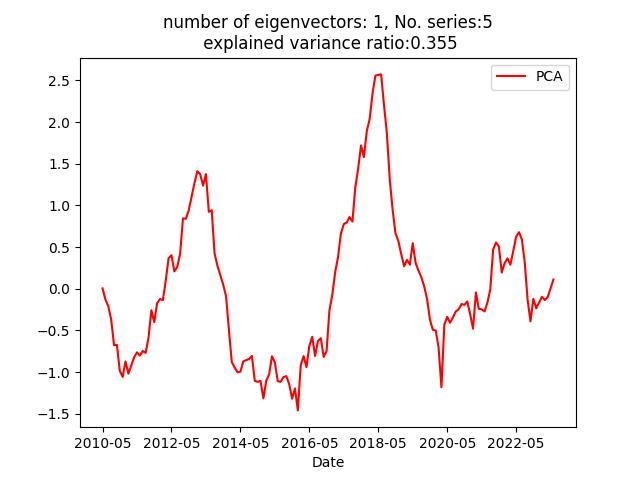 number of eigenvectors: 1, No. series:5
explained variance ratio:0.355
PCA
2.5
2.0
1.5
1.0
0.5
0.0
−0.5
−1.0
−1.5
2010-05 2012-05 2014-05 2016-05 2018-05 2020-05 2022-05
Date